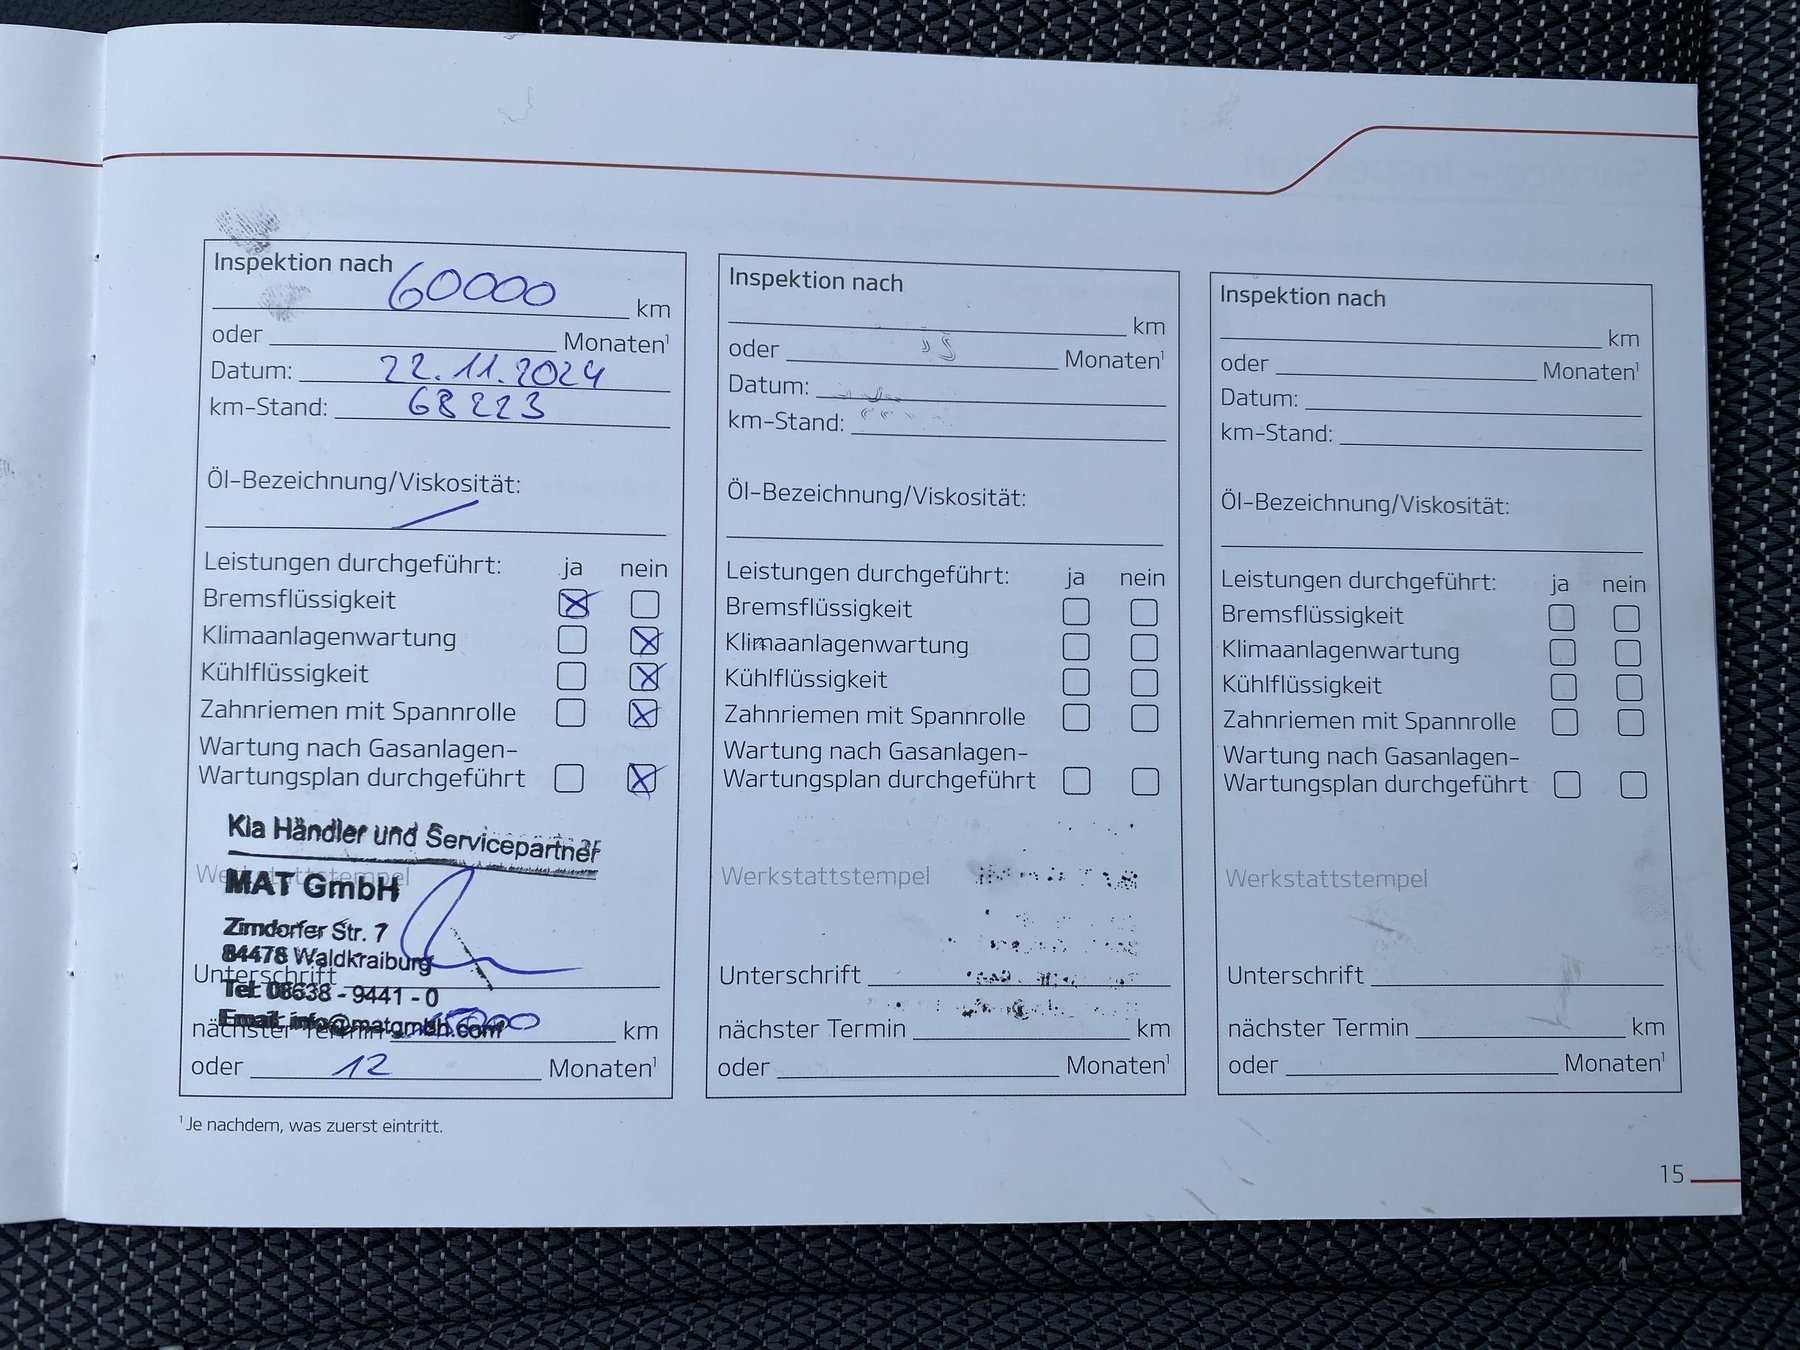 Inspektion nach
60000 km
oder Monaten¹
Datum: 22.11.2024
km-Stand: 68223
Öl-Bezeichnung/Viskosität:
Leistungen durchgeführt: ja nein
Bremsflüssigkeit
Klimaanlagenwartung
Kühlflüssigkeit
Zahnriemen mit Spannrolle
Wartung nach Gasanlagen-
Wartungsplan durchgeführt
Kia Händler und Servicepartner
Werkstattstempel
MAT GmbH
Zirndorfer Str. 7
84478 Waldkraiburg
Unterschrift
Tel: 08638 - 9441 - 0
Email: info@matgmbh.com
nächster Termin km
oder 12 Monaten¹
¹ Je nachdem, was zuerst eintritt.
Inspektion nach
km
oder Monaten¹
Datum:
km-Stand:
Öl-Bezeichnung/Viskosität:
Leistungen durchgeführt: ja nein
Bremsflüssigkeit
Klimaanlagenwartung
Kühlflüssigkeit
Zahnriemen mit Spannrolle
Wartung nach Gasanlagen-
Wartungsplan durchgeführt
Werkstattstempel
Unterschrift
nächster Termin km
oder Monaten¹
Inspektion nach
km
oder Monaten¹
Datum:
km-Stand:
Öl-Bezeichnung/Viskosität:
Leistungen durchgeführt: ja nein
Bremsflüssigkeit
Klimaanlagenwartung
Kühlflüssigkeit
Zahnriemen mit Spannrolle
Wartung nach Gasanlagen-
Wartungsplan durchgeführt
Werkstattstempel
Unterschrift
nächster Termin km
oder Monaten¹
15